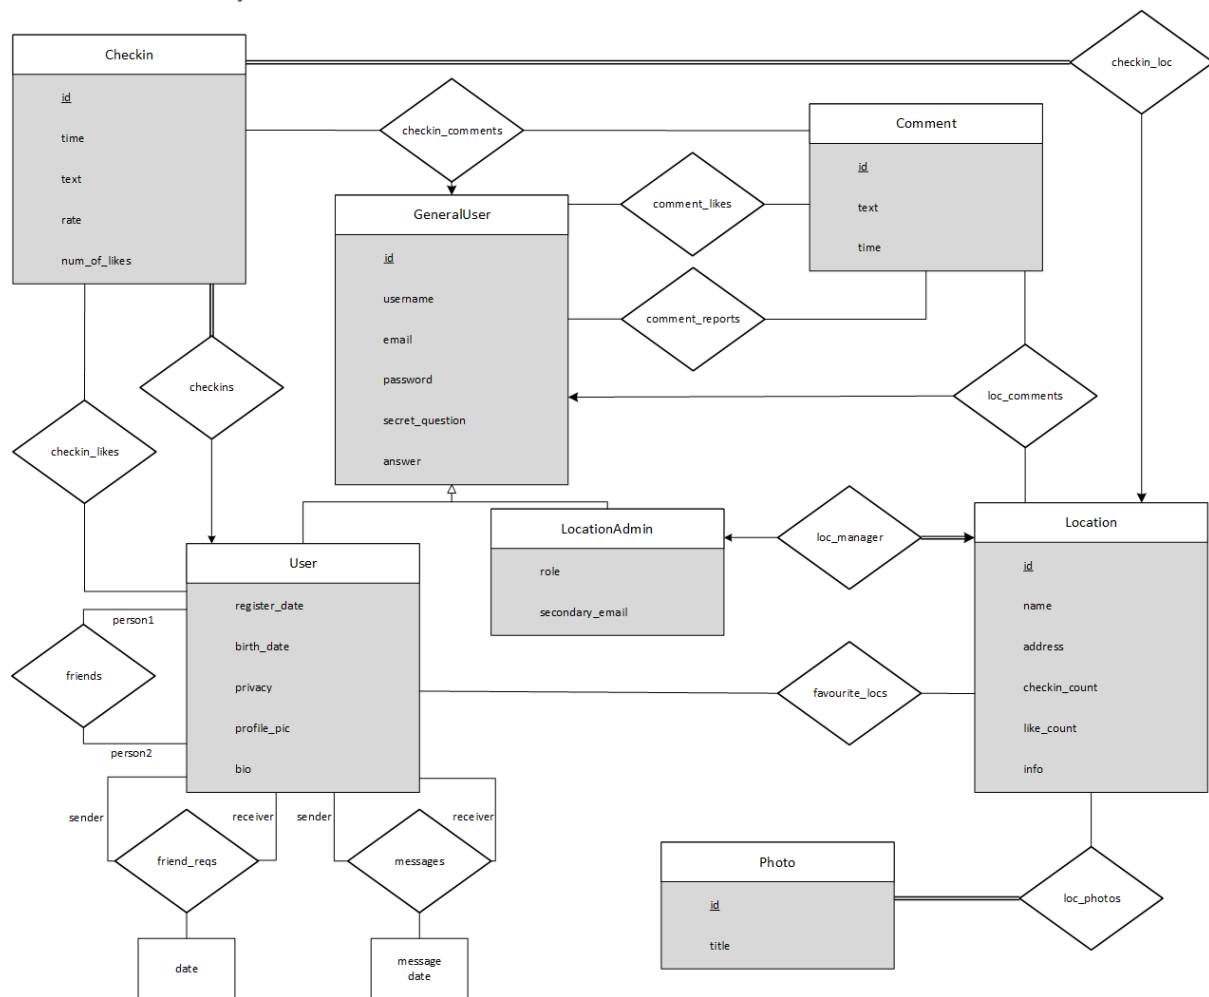 Checkin
id
time
text
rate
num_of_likes
checkin_loc
checkin_comments
Comment
id
text
time
GeneralUser
id
username
email
password
secret_question
answer
comment_likes
comment_reports
checkins
checkin_likes
loc_comments
LocationAdmin
role
secondary_email
loc_manager
Location
id
name
address
checkin_count
like_count
info
User
register_date
birth_date
privacy
profile_pic
bio
person1
friends
person2
favourite_locs
sender
receiver
sender
receiver
friend_reqs
messages
date
message
date
Photo
id
title
loc_photos